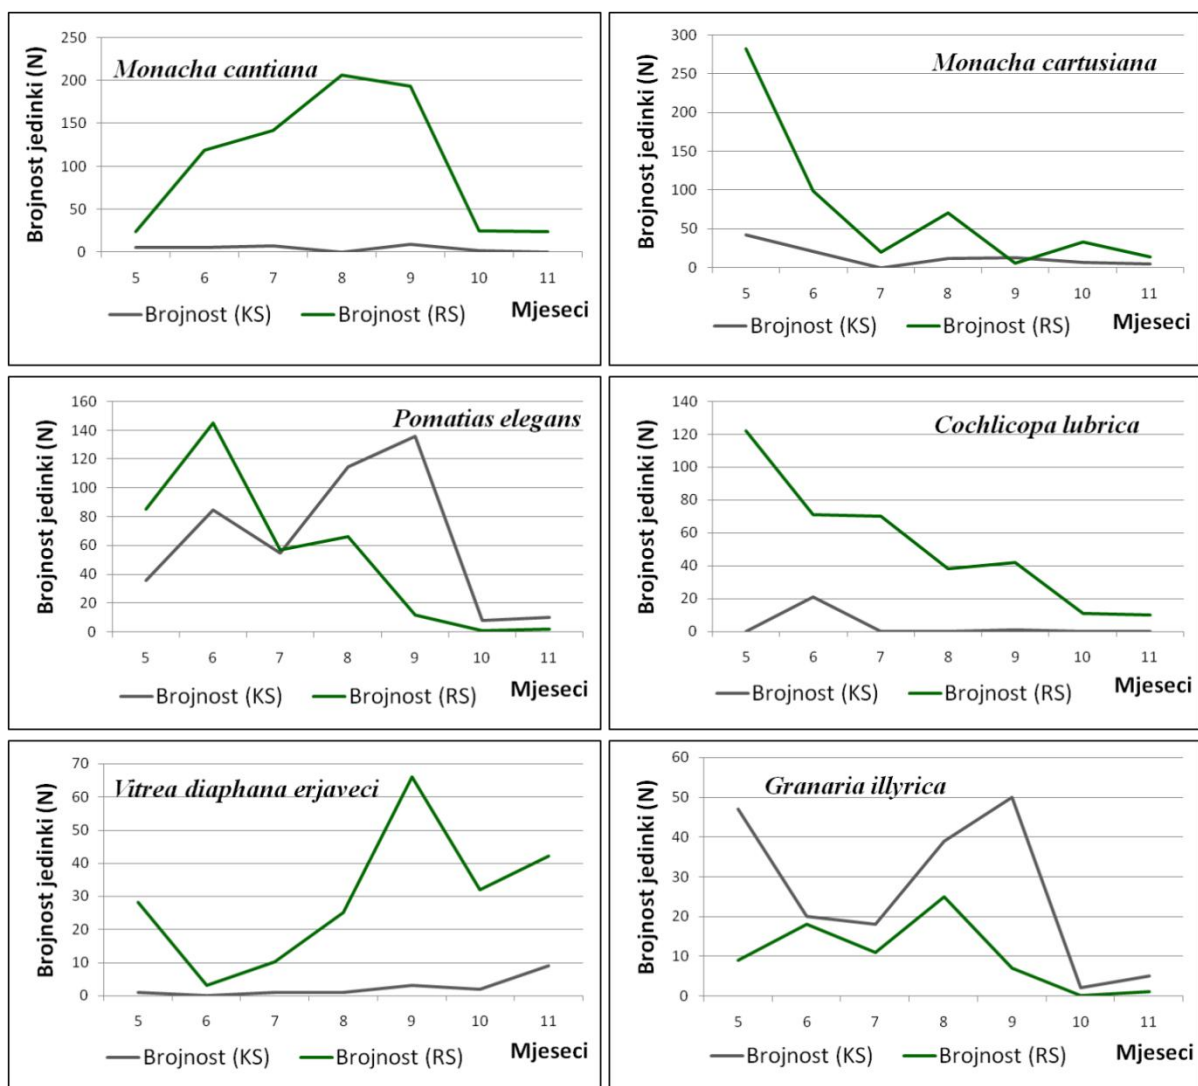 Monacha cantiana
Brojnost jedinki (N)
250
200
150
100
50
0
5 6 7 8 9 10 11
Brojnost (KS) Brojnost (RS) Mjeseci
Monacha cartusiana
Brojnost jedinki (N)
300
250
200
150
100
50
0
5 6 7 8 9 10 11
Brojnost (KS) Brojnost (RS) Mjeseci
Pomatias elegans
Brojnost jedinki (N)
160
140
120
100
80
60
40
20
0
5 6 7 8 9 10 11
Brojnost (KS) Brojnost (RS) Mjeseci
Cochlicopa lubrica
Brojnost jedinki (N)
140
120
100
80
60
40
20
0
5 6 7 8 9 10 11
Brojnost (KS) Brojnost (RS) Mjeseci
Vitrea diaphana erjaveci
Brojnost jedinki (N)
70
60
50
40
30
20
10
0
5 6 7 8 9 10 11
Brojnost (KS) Brojnost (RS) Mjeseci
Granaria illyrica
Brojnost jedinki (N)
60
50
40
30
20
10
0
5 6 7 8 9 10 11
Brojnost (KS) Brojnost (RS) Mjeseci